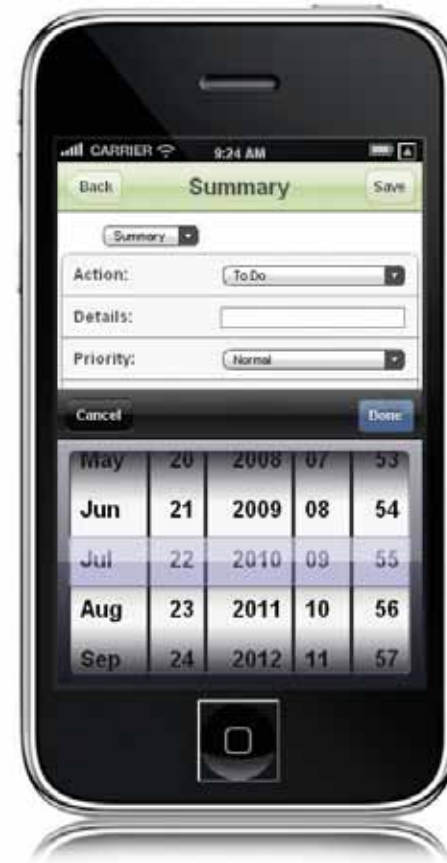 CARRIER 9:24 AM
Back Summary Save
Summary
Action: To Do
Details:
Priority: Normal
Cancel Done
May 20 2008 07 53
Jun 21 2009 08 54
Jul 22 2010 09 55
Aug 23 2011 10 56
Sep 24 2012 11 57